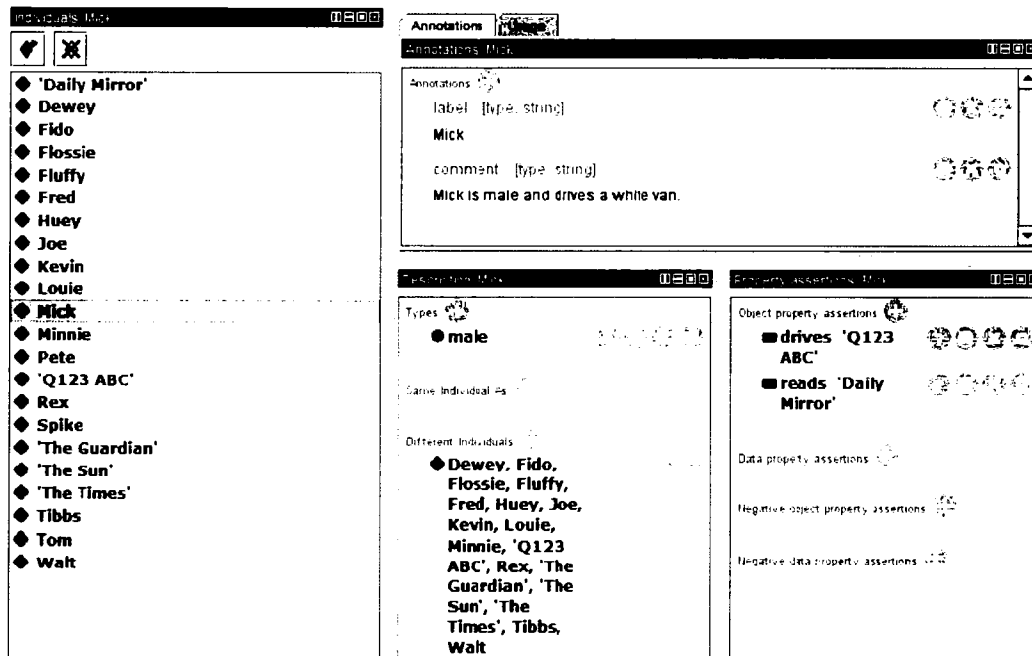 Individuals: Mick
'Daily Mirror'
Dewey
Fido
Flossie
Fluffy
Fred
Huey
Joe
Kevin
Louie
Mick
Minnie
Pete
'Q123 ABC'
Rex
Spike
'The Guardian'
'The Sun'
'The Times'
Tibbs
Tom
Walt
Annotations
Annotations: Mick
Annotations
label [type: string]
Mick
comment [type: string]
Mick is male and drives a white van.
Description: Mick
Types
male
Same Individual As
Different Individuals
Dewey, Fido,
Flossie, Fluffy,
Fred, Huey, Joe,
Kevin, Louie,
Minnie, 'Q123
ABC', Rex, 'The
Guardian', 'The
Sun', 'The
Times', Tibbs,
Walt
Property assertions: Mick
Object property assertions
drives 'Q123
ABC'
reads 'Daily
Mirror'
Data property assertions
Negative object property assertions
Negative data property assertions